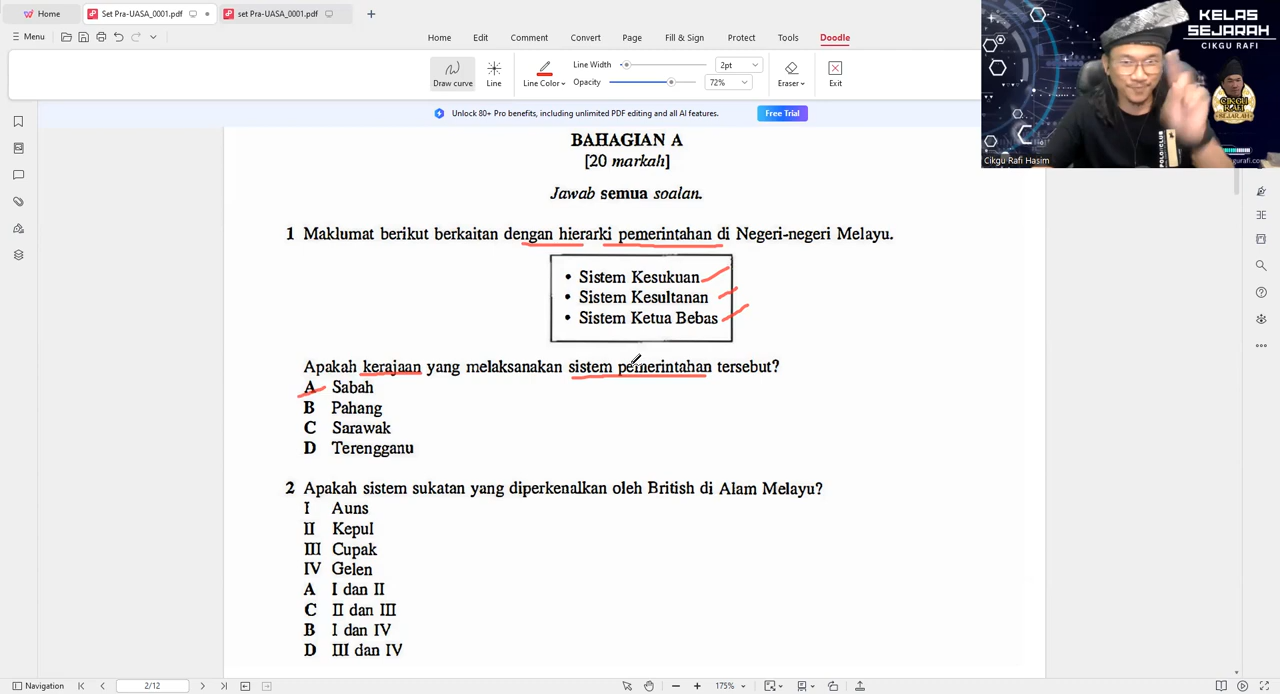 Home
Set Pra-UASA_0001.pdf
set Pra-UASA_0001.pdf
Menu
Home Edit Comment Convert Page Fill & Sign Protect Tools Doodle
Draw curve
Line
Line Color
Line Width
2pt
Opacity
72%
Eraser
Exit
Unlock 80+ Pro benefits, including unlimited PDF editing and all AI features.
Free Trial
KELAS
SEJARAH
CIKGU RAFI
CIKGU
RAFI
SEJARAH
POLO CLUB
Cikgu Rafi Hasim
BAHAGIAN A
[20 markah]
Jawab semua soalan.
1 Maklumat berikut berkaitan dengan hierarki pemerintahan di Negeri-negeri Melayu.
• Sistem Kesukuan
• Sistem Kesultanan
• Sistem Ketua Bebas
Apakah kerajaan yang melaksanakan sistem pemerintahan tersebut?
A Sabah
B Pahang
C Sarawak
D Terengganu
2 Apakah sistem sukatan yang diperkenalkan oleh British di Alam Melayu?
I Auns
II Kepul
III Cupak
IV Gelen
A I dan II
C II dan III
B I dan IV
D III dan IV
Navigation
2/12
175%